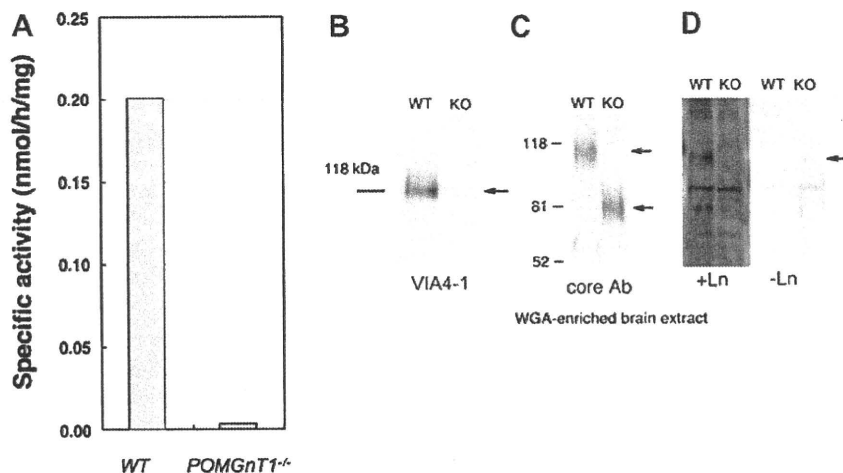 A
Specific activity (nmol/h/mg)
0.25
0.20
0.15
0.10
0.05
0.00
WT
POMGnT1-/-
B
WT KO
118 kDa
VIA4-1
C
WT KO
118
81
52
core Ab
WGA-enriched brain extract
D
WT KO WT KO
+Ln -Ln